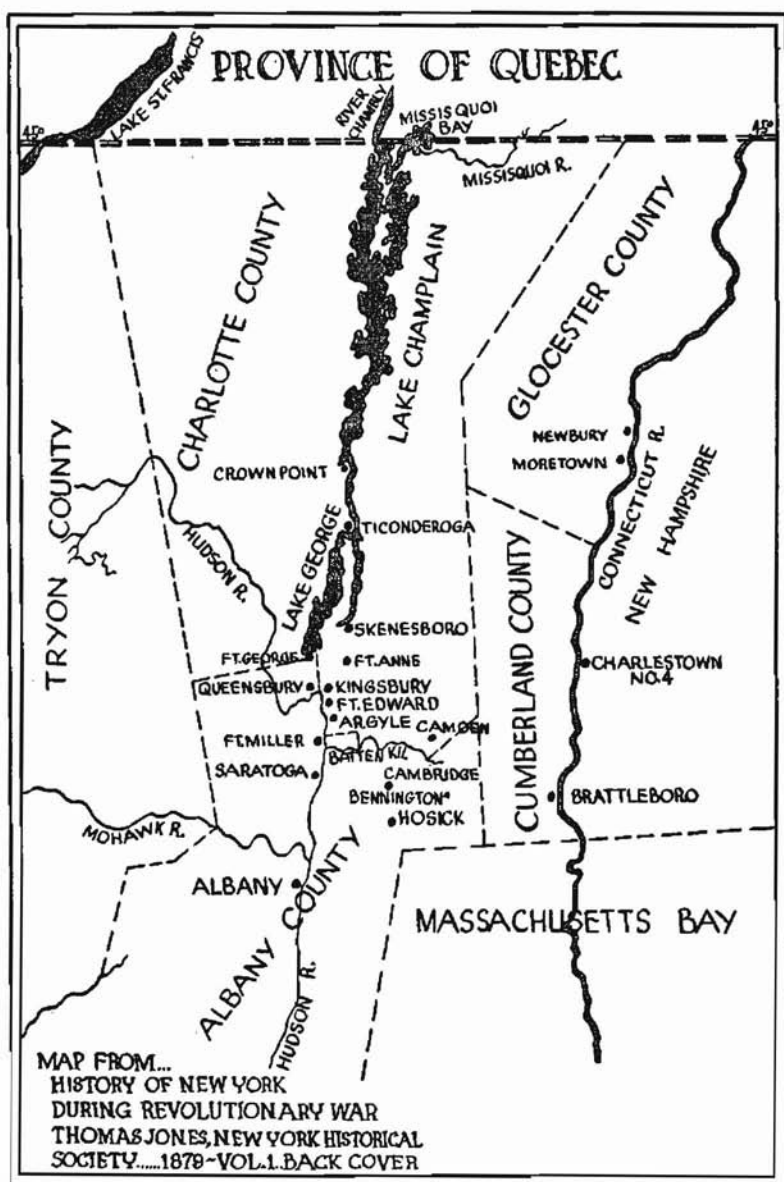 PROVINCE OF QUEBEC
LAKE ST. FRANCIS
RIVER CHAMBLY
MISSISQUOI
BAY
45°
45°
MISSISQUOI R.
CHARLOTTE COUNTY
LAKE CHAMPLAIN
GLOCESTER COUNTY
NEWBURY
MORETOWN
CONNECTICUT R.
NEW HAMPSHIRE
CROWN POINT
TRYON COUNTY
HUDSON R.
LAKE GEORGE
TICONDEROGA
CUMBERLAND COUNTY
SKENESBORO
FT. GEORGE
FT. ANNE
CHARLESTOWN
NO. 4
QUEENSBURY
KINGSBURY
FT. EDWARD
ARGYLE
CAMDEN
FT. MILLER
BATTEN KIL
SARATOGA
CAMBRIDGE
BENNINGTON
BRATTLEBORO
HOSICK
MOHAWK R.
ALBANY
ALBANY COUNTY
MASSACHUSETTS BAY
HUDSON R.
MAP FROM...
HISTORY OF NEW YORK
DURING REVOLUTIONARY WAR
THOMAS JONES, NEW YORK HISTORICAL
SOCIETY......1879~VOL.1. BACK COVER